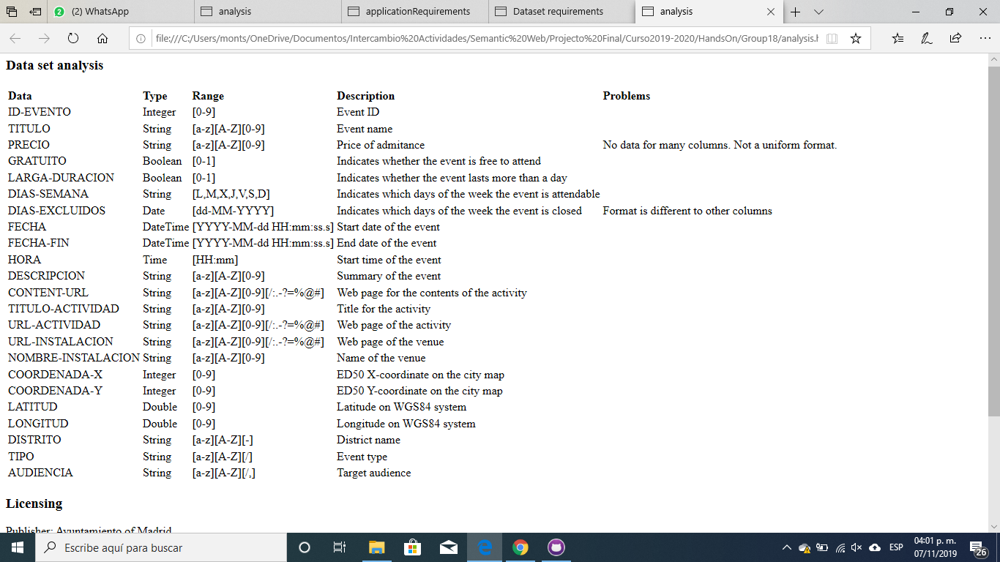 (2) WhatsApp
analysis
applicationRequirements
Dataset requirements
analysis
file:///C:/Users/monts/OneDrive/Documentos/Intercambio%20Actividades/Semantic%20Web/Projecto%20Final/Curso2019-2020/HandsOn/Group18/analysis.h
Data set analysis
Data Type Range Description Problems
ID-EVENTO Integer [0-9] Event ID
TITULO String [a-z][A-Z][0-9] Event name
PRECIO String [a-z][A-Z][0-9] Price of admitance No data for many columns. Not a uniform format.
GRATUITO Boolean [0-1] Indicates whether the event is free to attend
LARGA-DURACION Boolean [0-1] Indicates whether the event lasts more than a day
DIAS-SEMANA String [L,M,X,J,V,S,D] Indicates which days of the week the event is attendable
DIAS-EXCLUIDOS Date [dd-MM-YYYY] Indicates which days of the week the event is closed Format is different to other columns
FECHA DateTime [YYYY-MM-dd HH:mm:ss.s] Start date of the event
FECHA-FIN DateTime [YYYY-MM-dd HH:mm:ss.s] End date of the event
HORA Time [HH:mm] Start time of the event
DESCRIPCION String [a-z][A-Z][0-9] Summary of the event
CONTENT-URL String [a-z][A-Z][0-9][/:.-?=%@#] Web page for the contents of the activity
TITULO-ACTIVIDAD String [a-z][A-Z][0-9] Title for the activity
URL-ACTIVIDAD String [a-z][A-Z][0-9][/:.-?=%@#] Web page of the activity
URL-INSTALACION String [a-z][A-Z][0-9][/:.-?=%@#] Web page of the venue
NOMBRE-INSTALACION String [a-z][A-Z][0-9] Name of the venue
COORDENADA-X Integer [0-9] ED50 X-coordinate on the city map
COORDENADA-Y Integer [0-9] ED50 Y-coordinate on the city map
LATITUD Double [0-9] Latitude on WGS84 system
LONGITUD Double [0-9] Longitude on WGS84 system
DISTRITO String [a-z][A-Z][-] District name
TIPO String [a-z][A-Z][/] Event type
AUDIENCIA String [a-z][A-Z][/,] Target audience
Licensing
Publisher: Ayuntamiento of Madrid
Escribe aquí para buscar
ESP
04:01 p. m.
07/11/2019
26